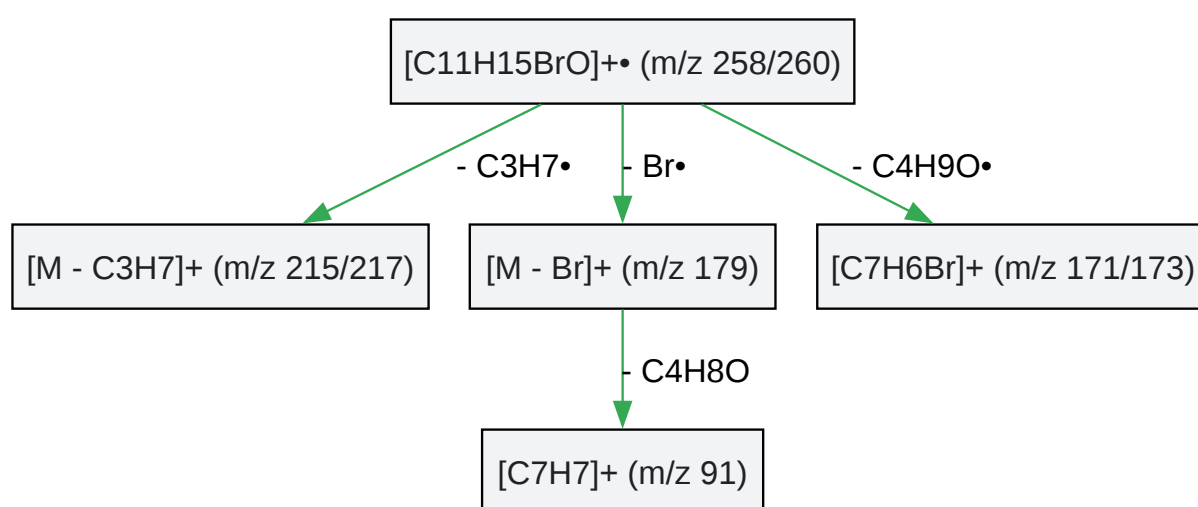 [C11H15BrO]+• (m/z 258/260)
- C3H7•
- Br•
- C4H9O•
[M - C3H7]+ (m/z 215/217)
[M - Br]+ (m/z 179)
[C7H6Br]+ (m/z 171/173)
- C4H8O
[C7H7]+ (m/z 91)